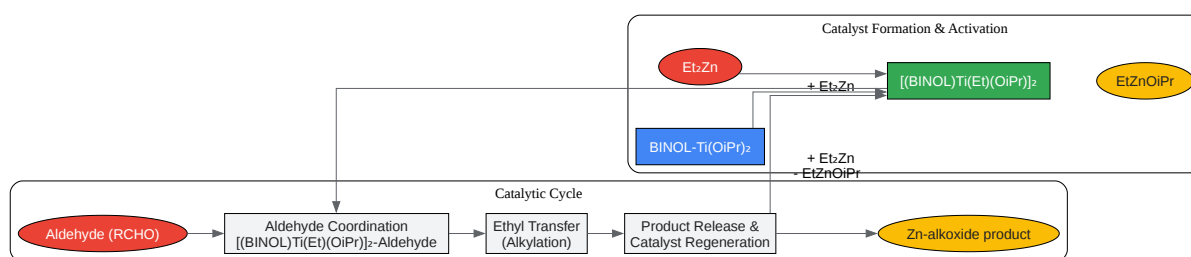 Catalyst Formation & Activation
Et₂Zn
[(BINOL)Ti(Et)(OiPr)]₂
EtZnOiPr
+ Et₂Zn
BINOL-Ti(OiPr)₂
+ Et₂Zn
- EtZnOiPr
Catalytic Cycle
Aldehyde (RCHO)
Aldehyde Coordination
[(BINOL)Ti(Et)(OiPr)]₂-Aldehyde
Ethyl Transfer
(Alkylation)
Product Release &
Catalyst Regeneration
Zn-alkoxide product